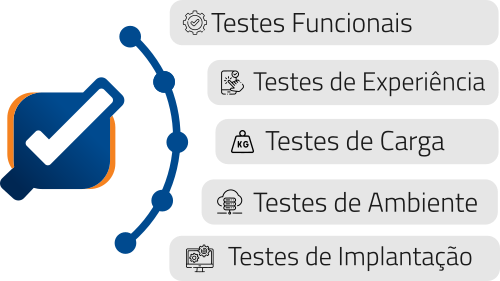 Testes Funcionais
Testes de Experiência
KG
Testes de Carga
Testes de Ambiente
Testes de Implantação